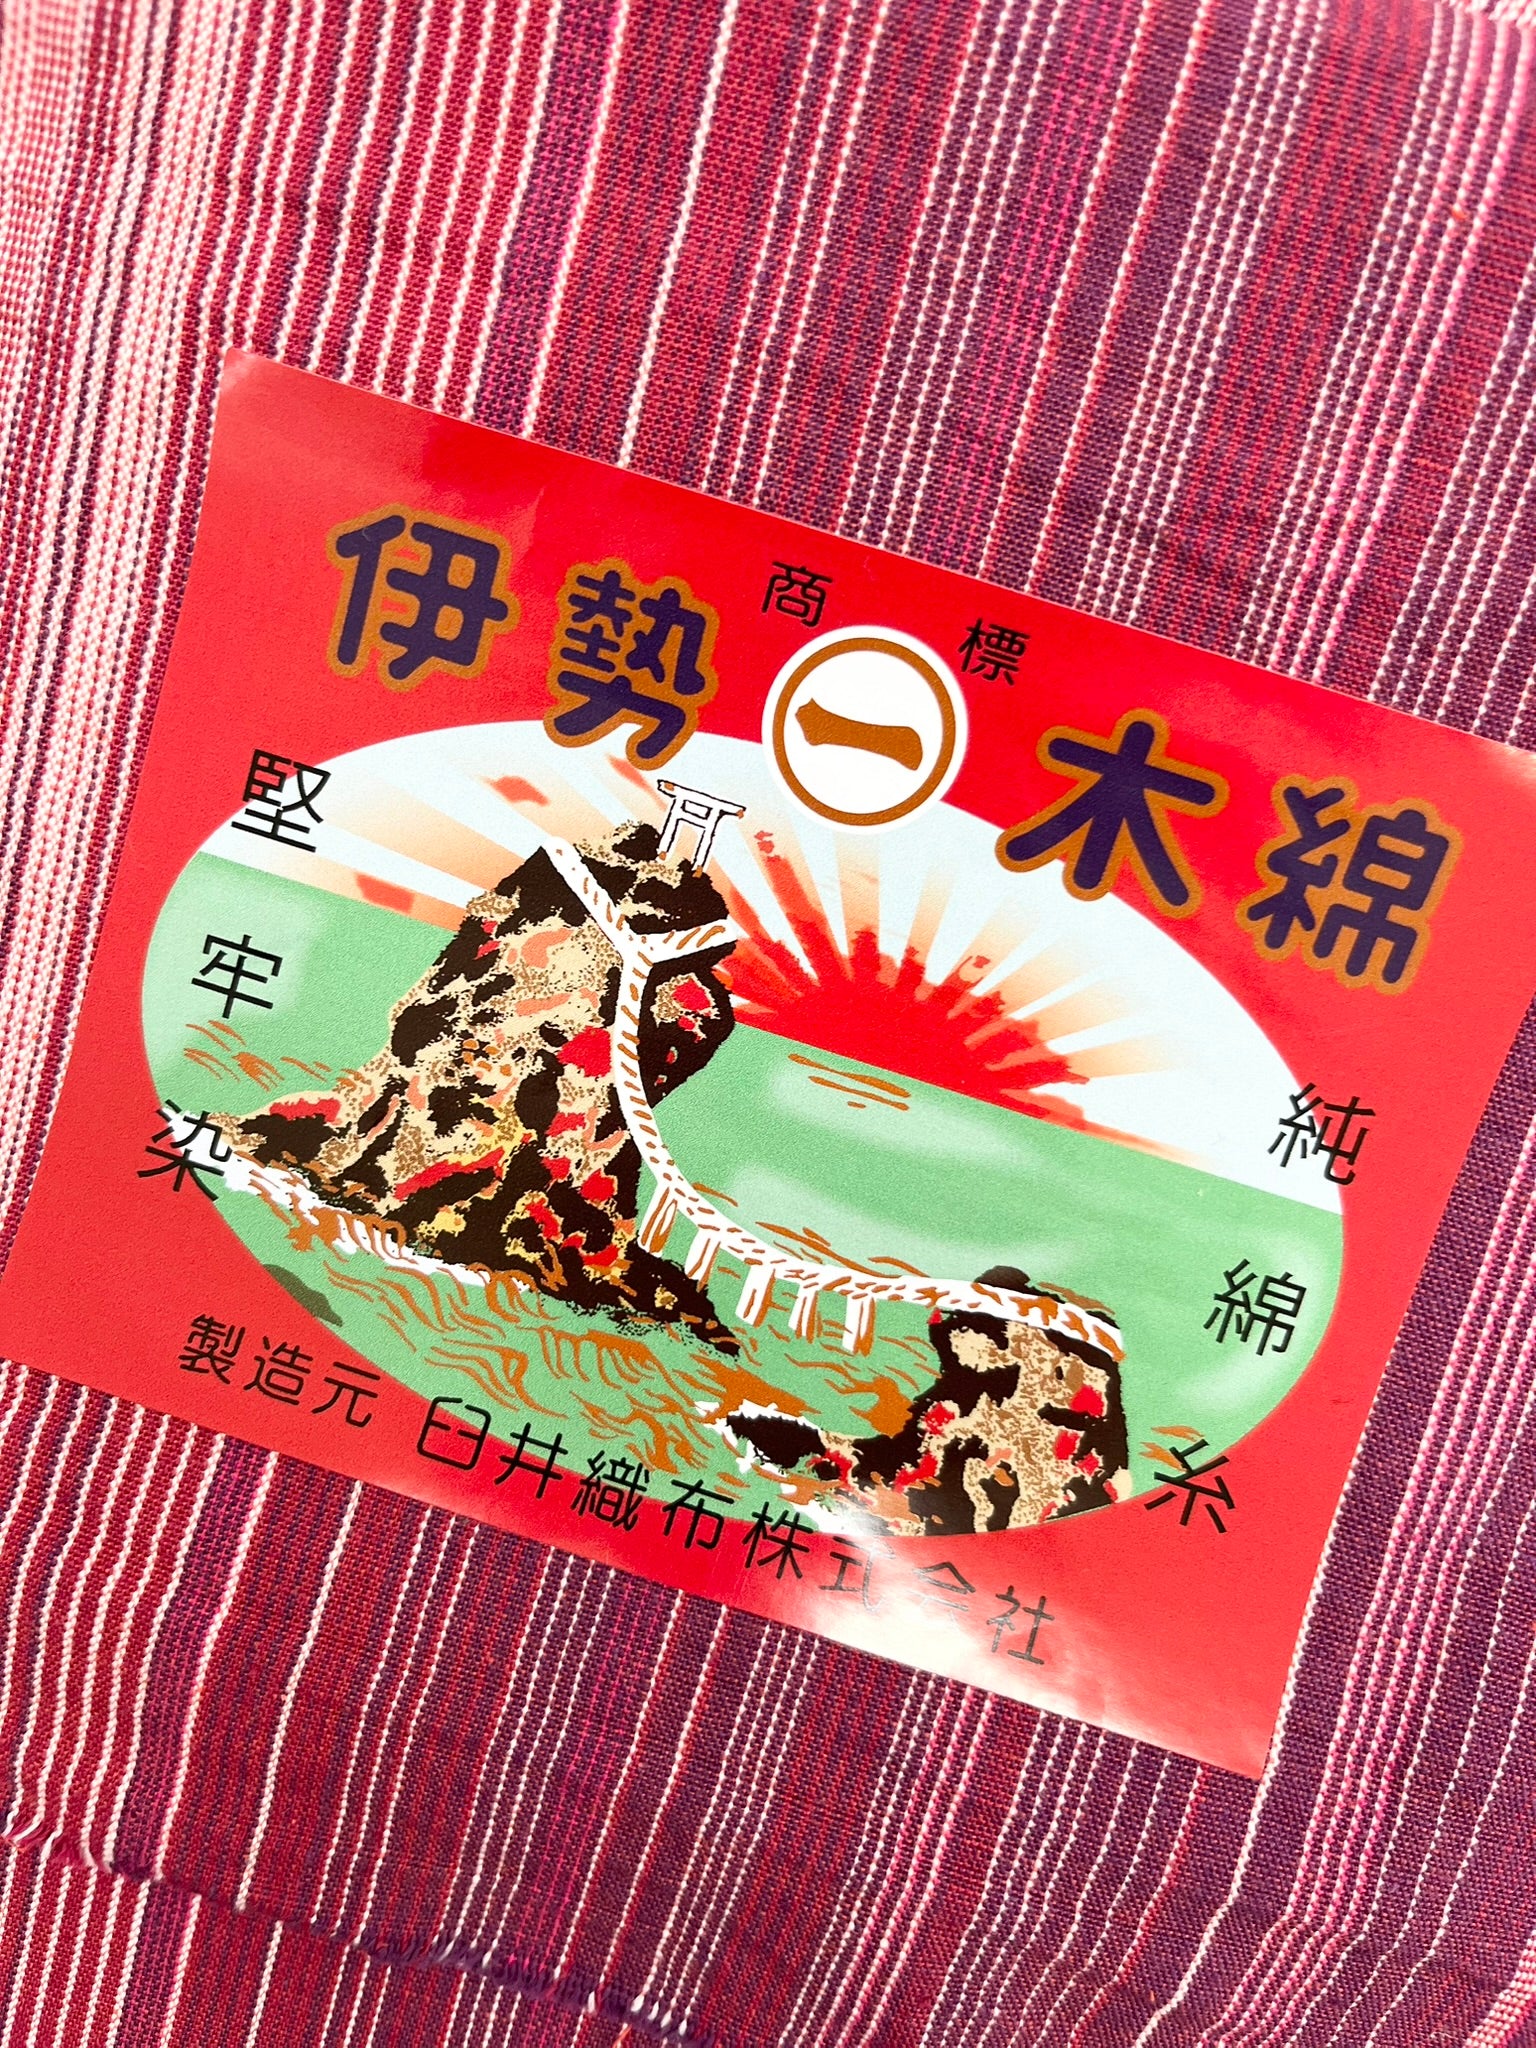 商標
伊勢一木綿
堅牢染
純綿糸
製造元 臼井織布株式会社